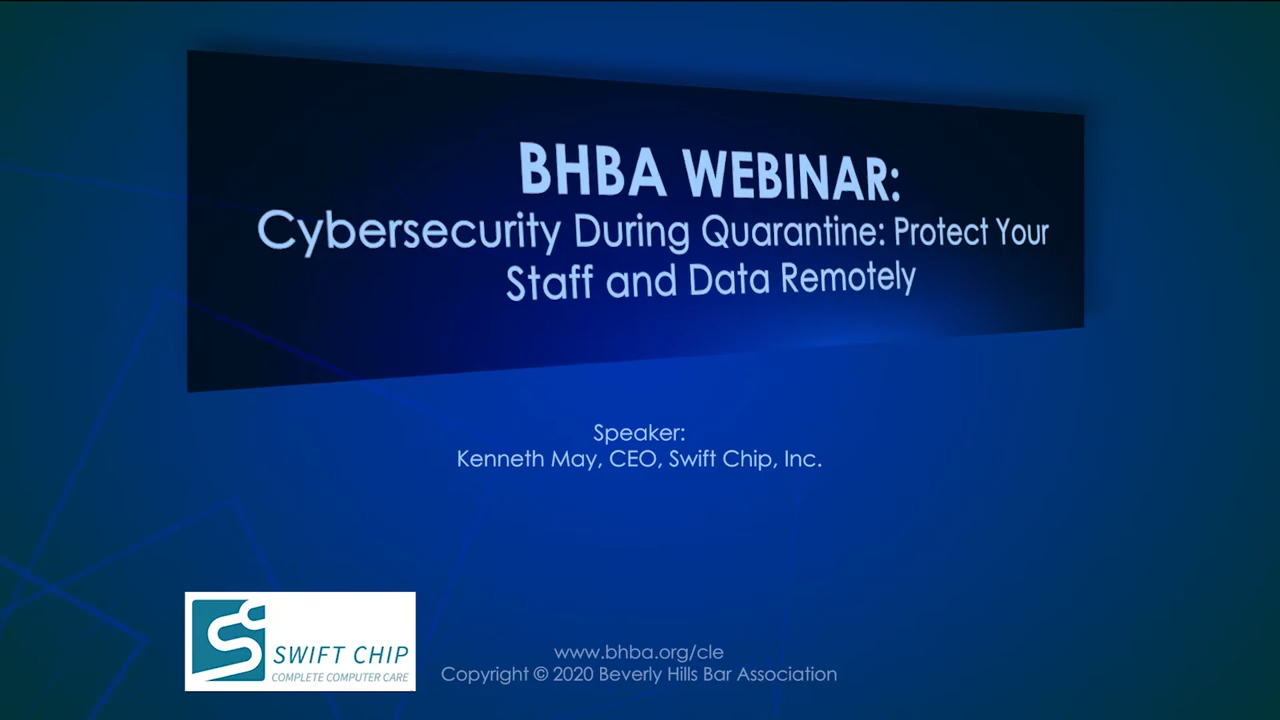 BHBA WEBINAR:
Cybersecurity During Quarantine: Protect Your
Staff and Data Remotely
Speaker:
Kenneth May, CEO, Swift Chip, Inc.
SWIFT CHIP
COMPLETE COMPUTER CARE
www.bhba.org/cle
Copyright © 2020 Beverly Hills Bar Association